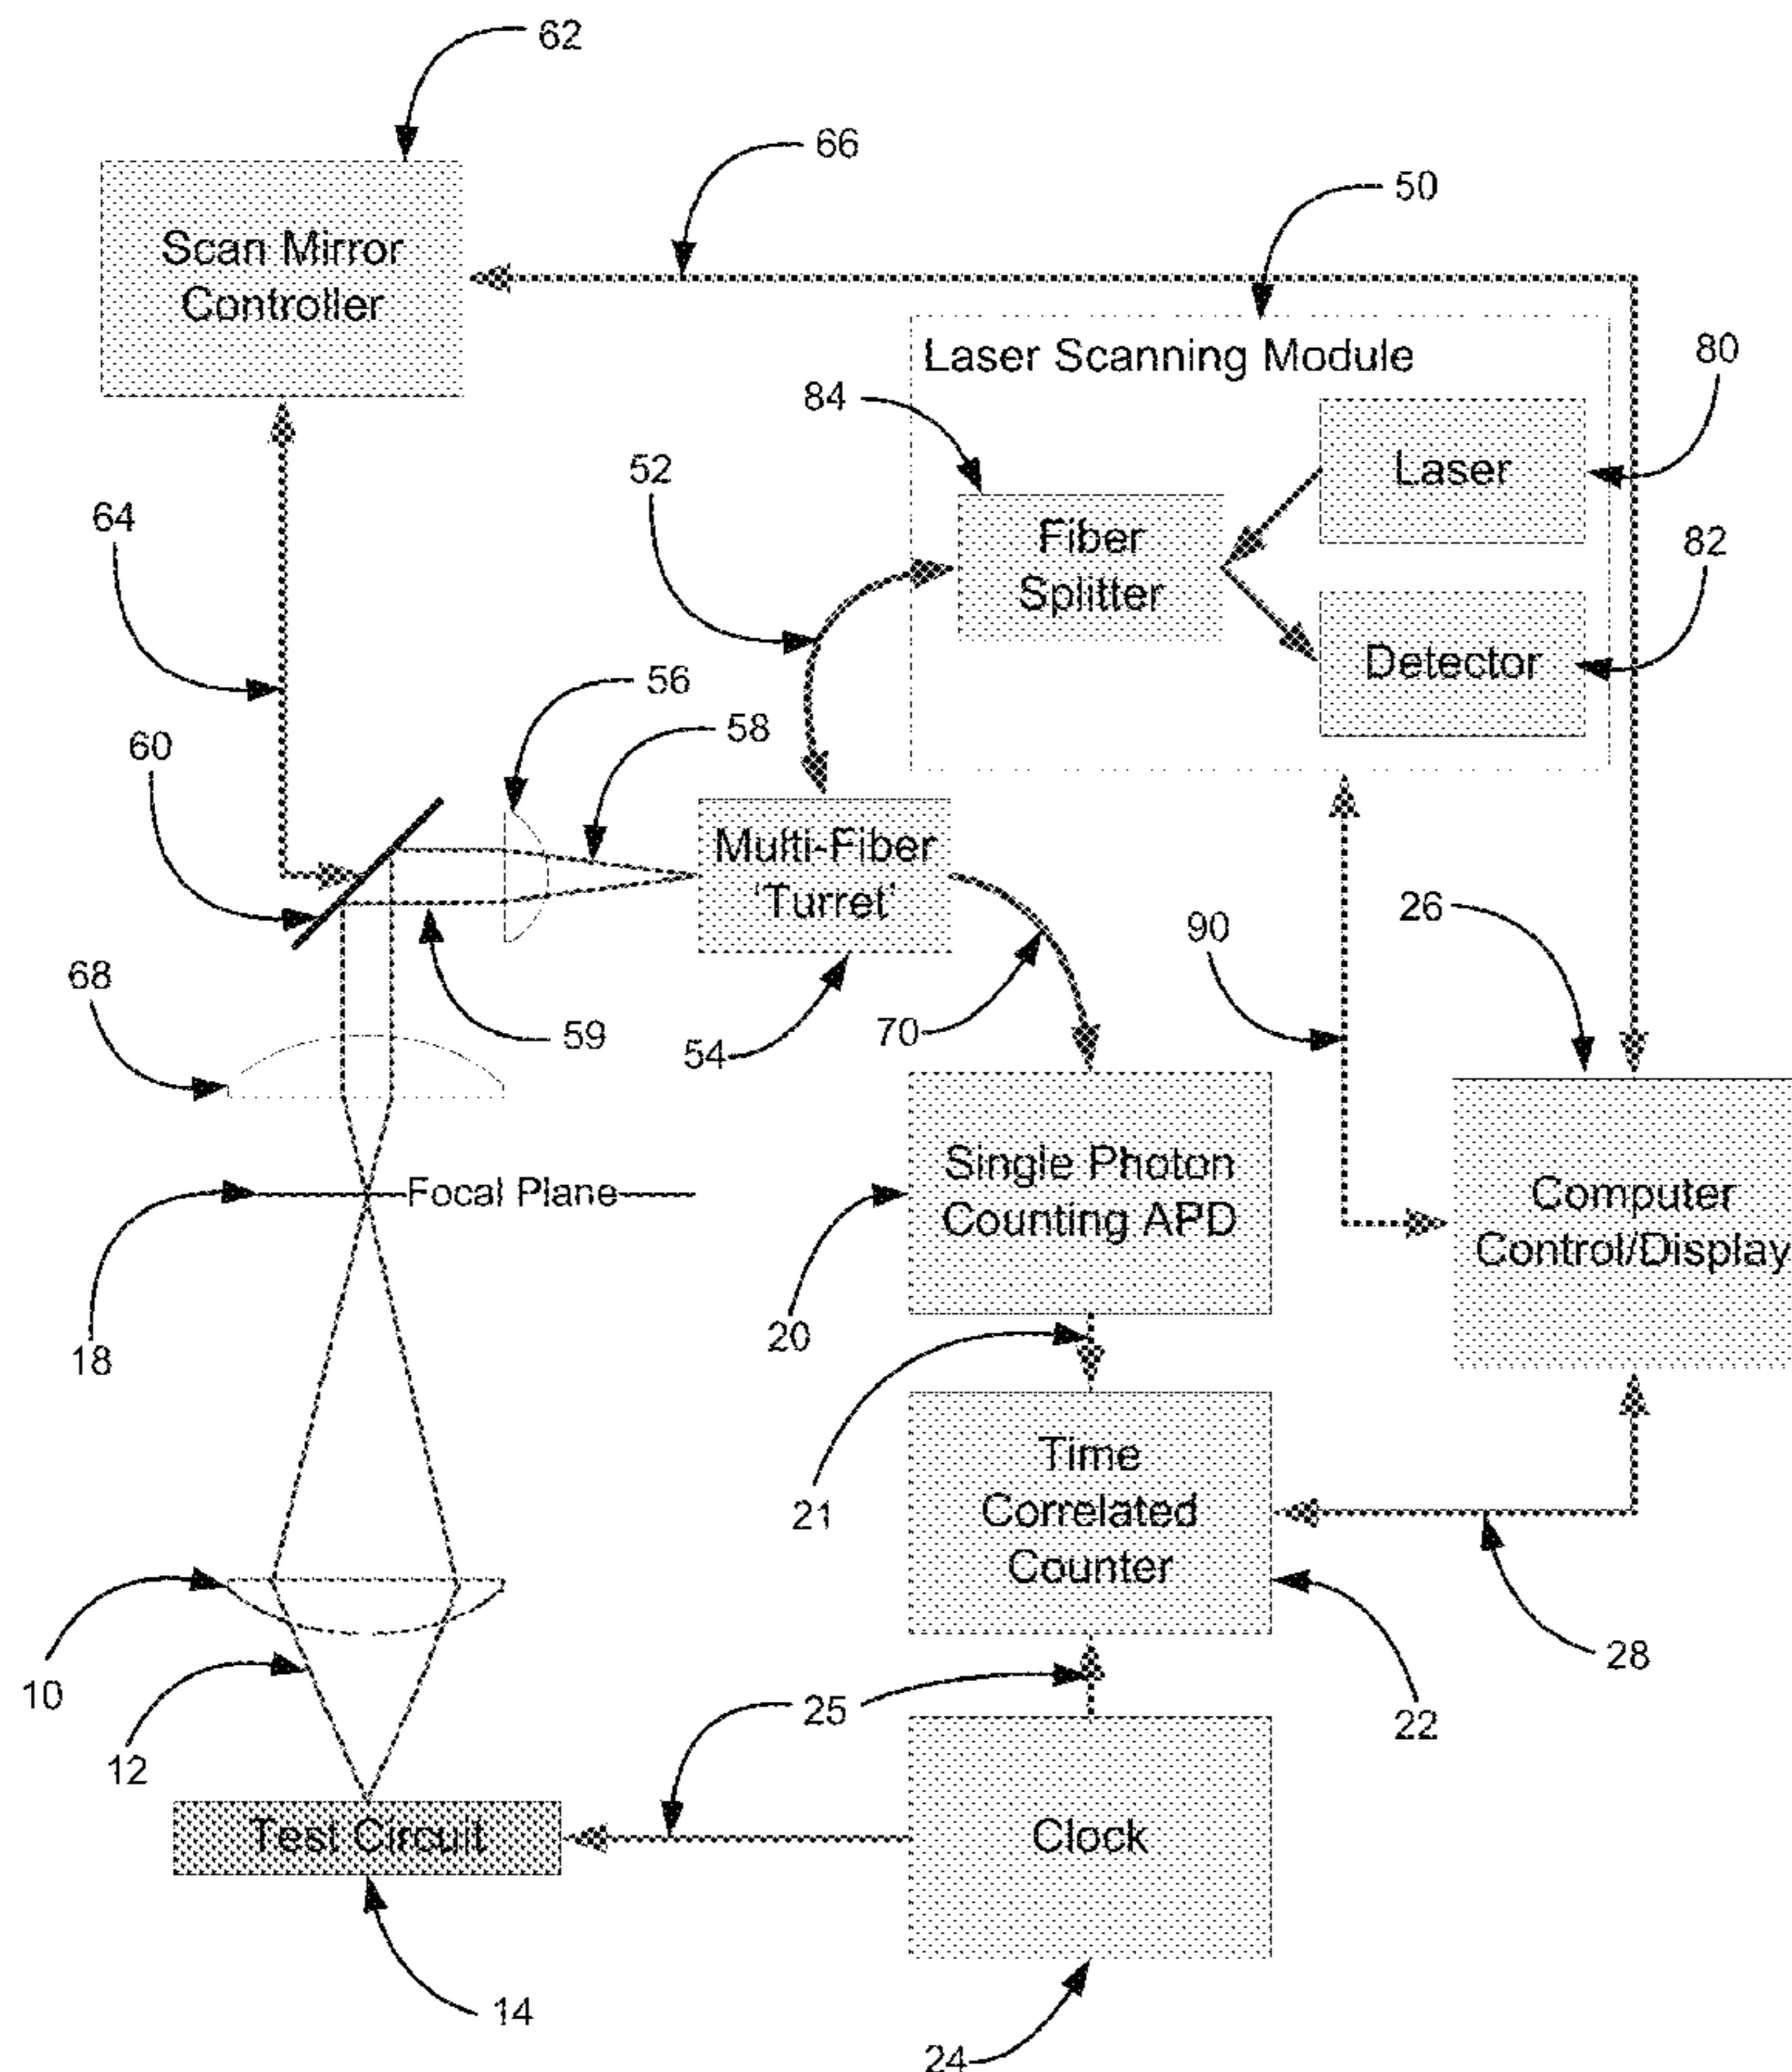 62
66
50
Scan Mirror
Controller
Laser Scanning Module
80
84
Laser
52
64
Fiber
Splitter
82
Detector
56
58
60
Multi-Fiber
'Turret'
26
90
68
59
54
70
Single Photon
Counting APD
Focal Plane
Computer
Control/Display
20
18
Time
Correlated
Counter
21
28
10
25
22
12
Test Circuit
Clock
14
24